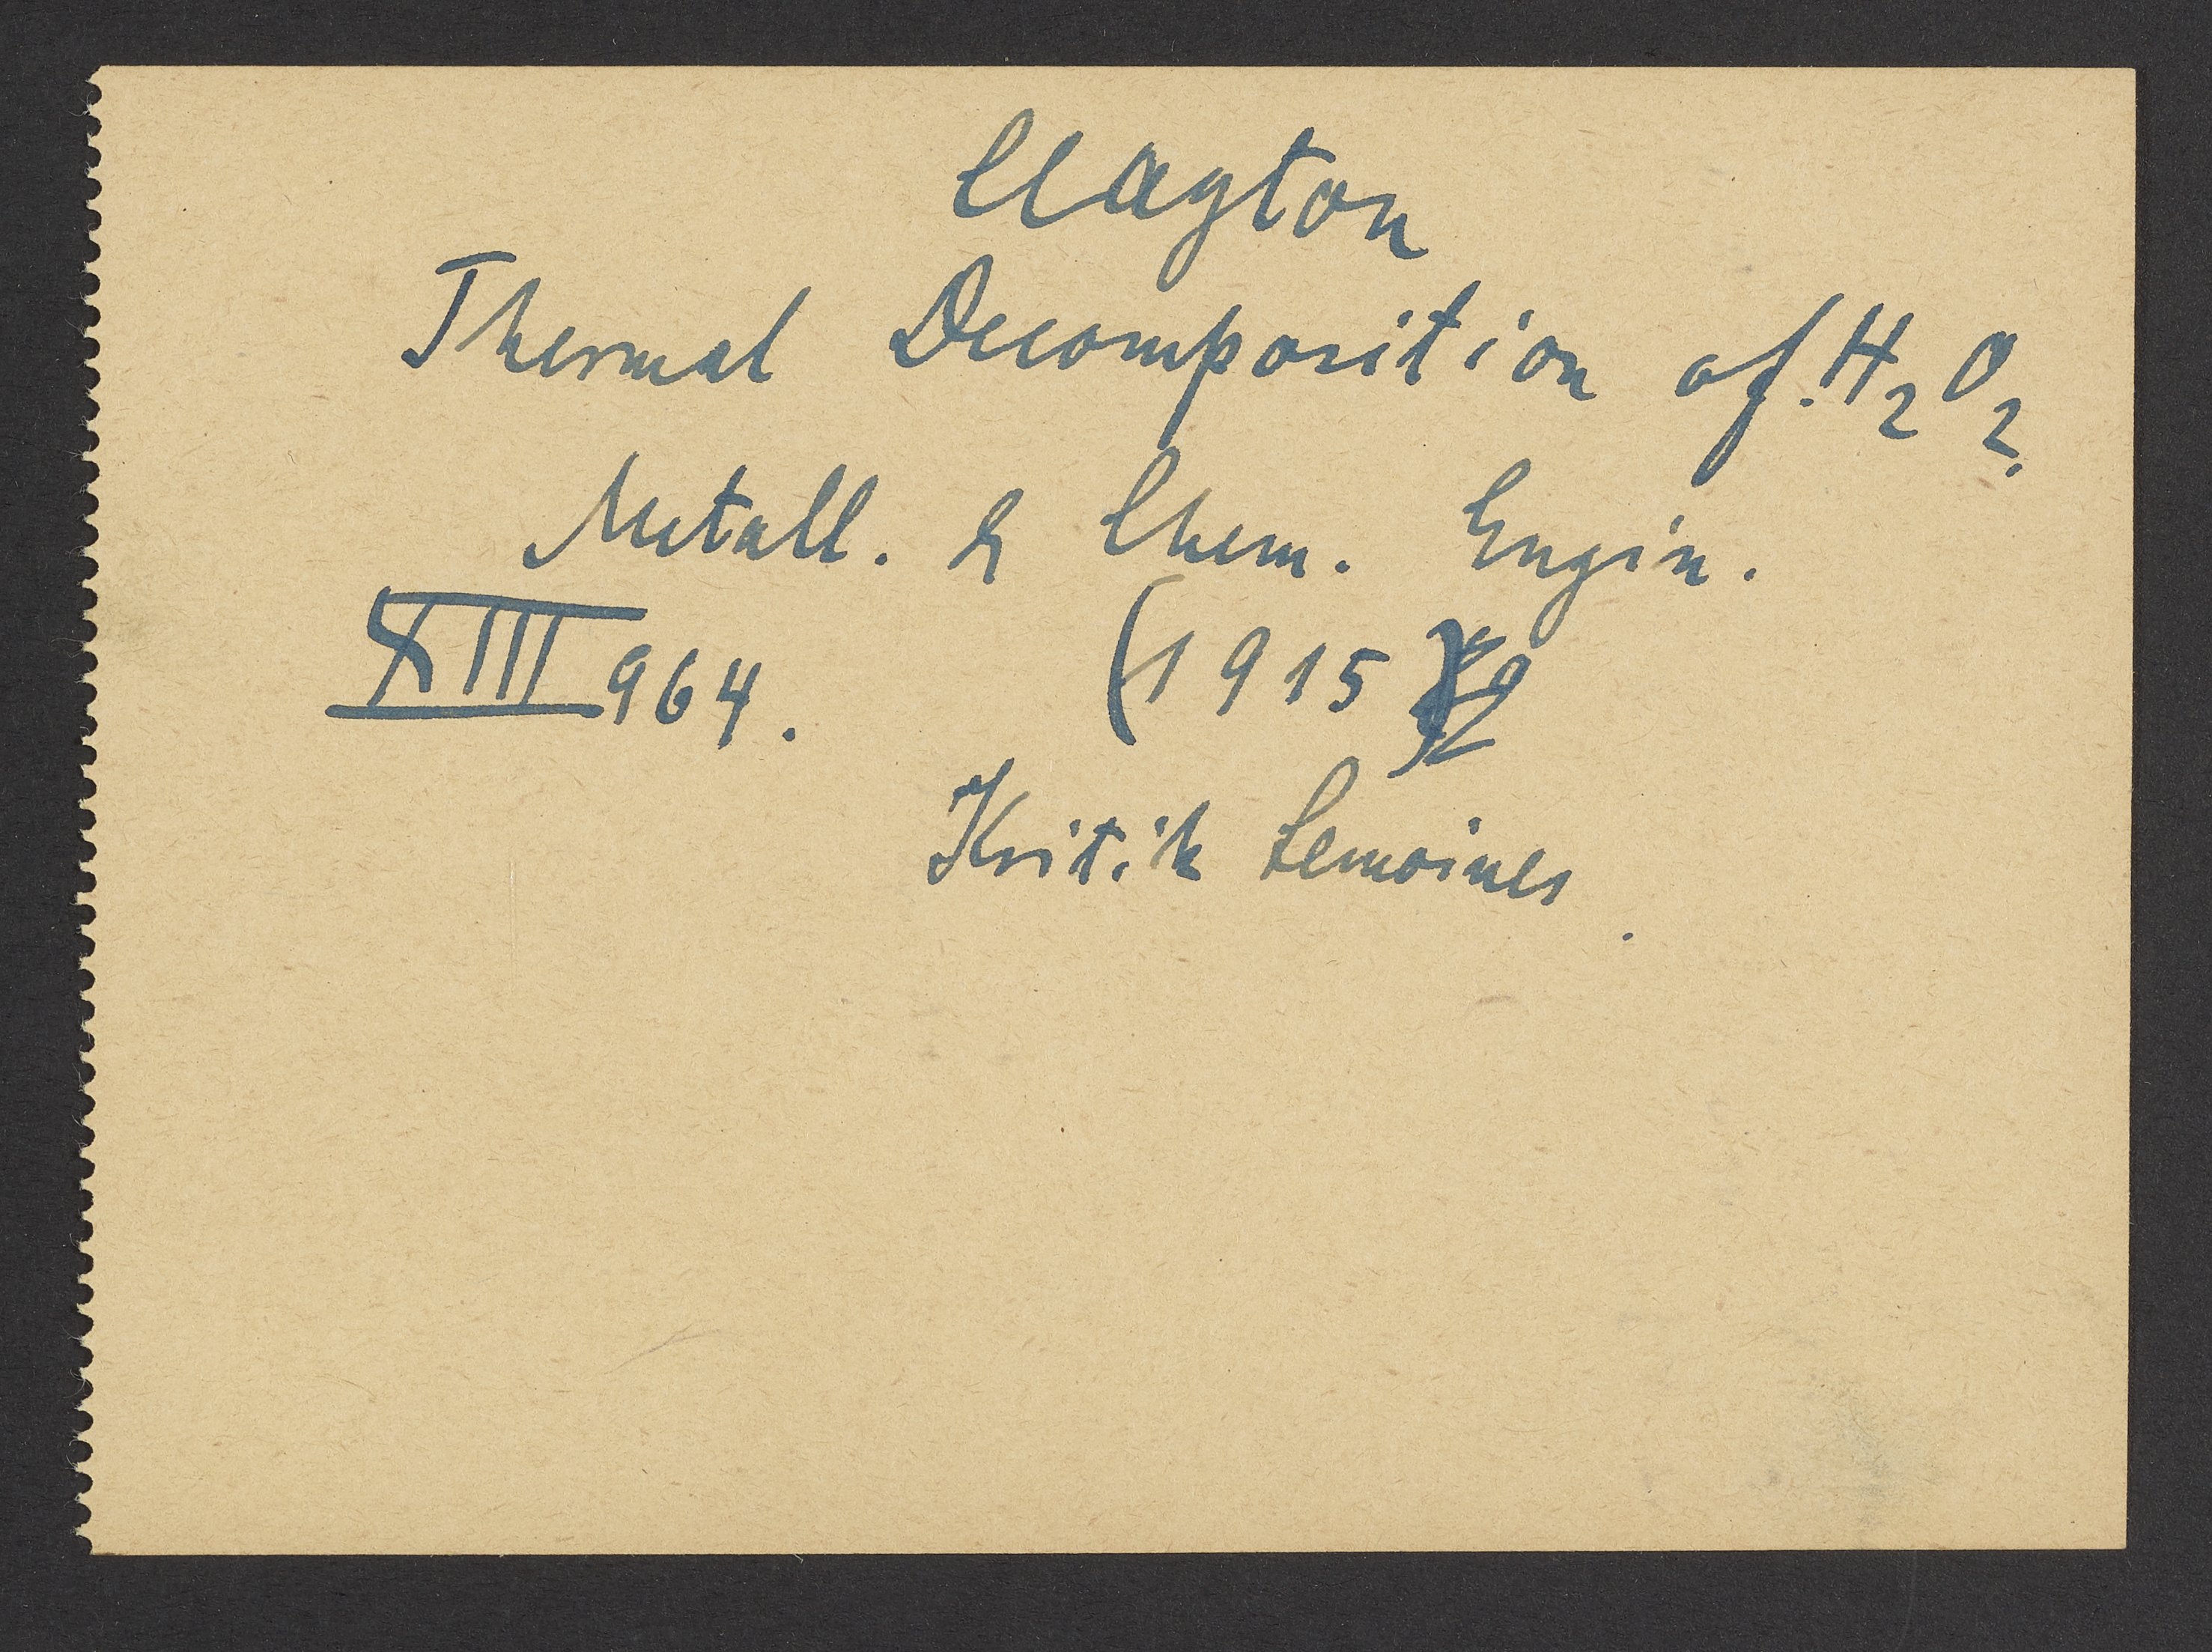 Clayton
Thermal Decomposition of H₂O₂.
Metall. & Chem. Engin.
XIII 964. (1915)
Kritik Lemoines.